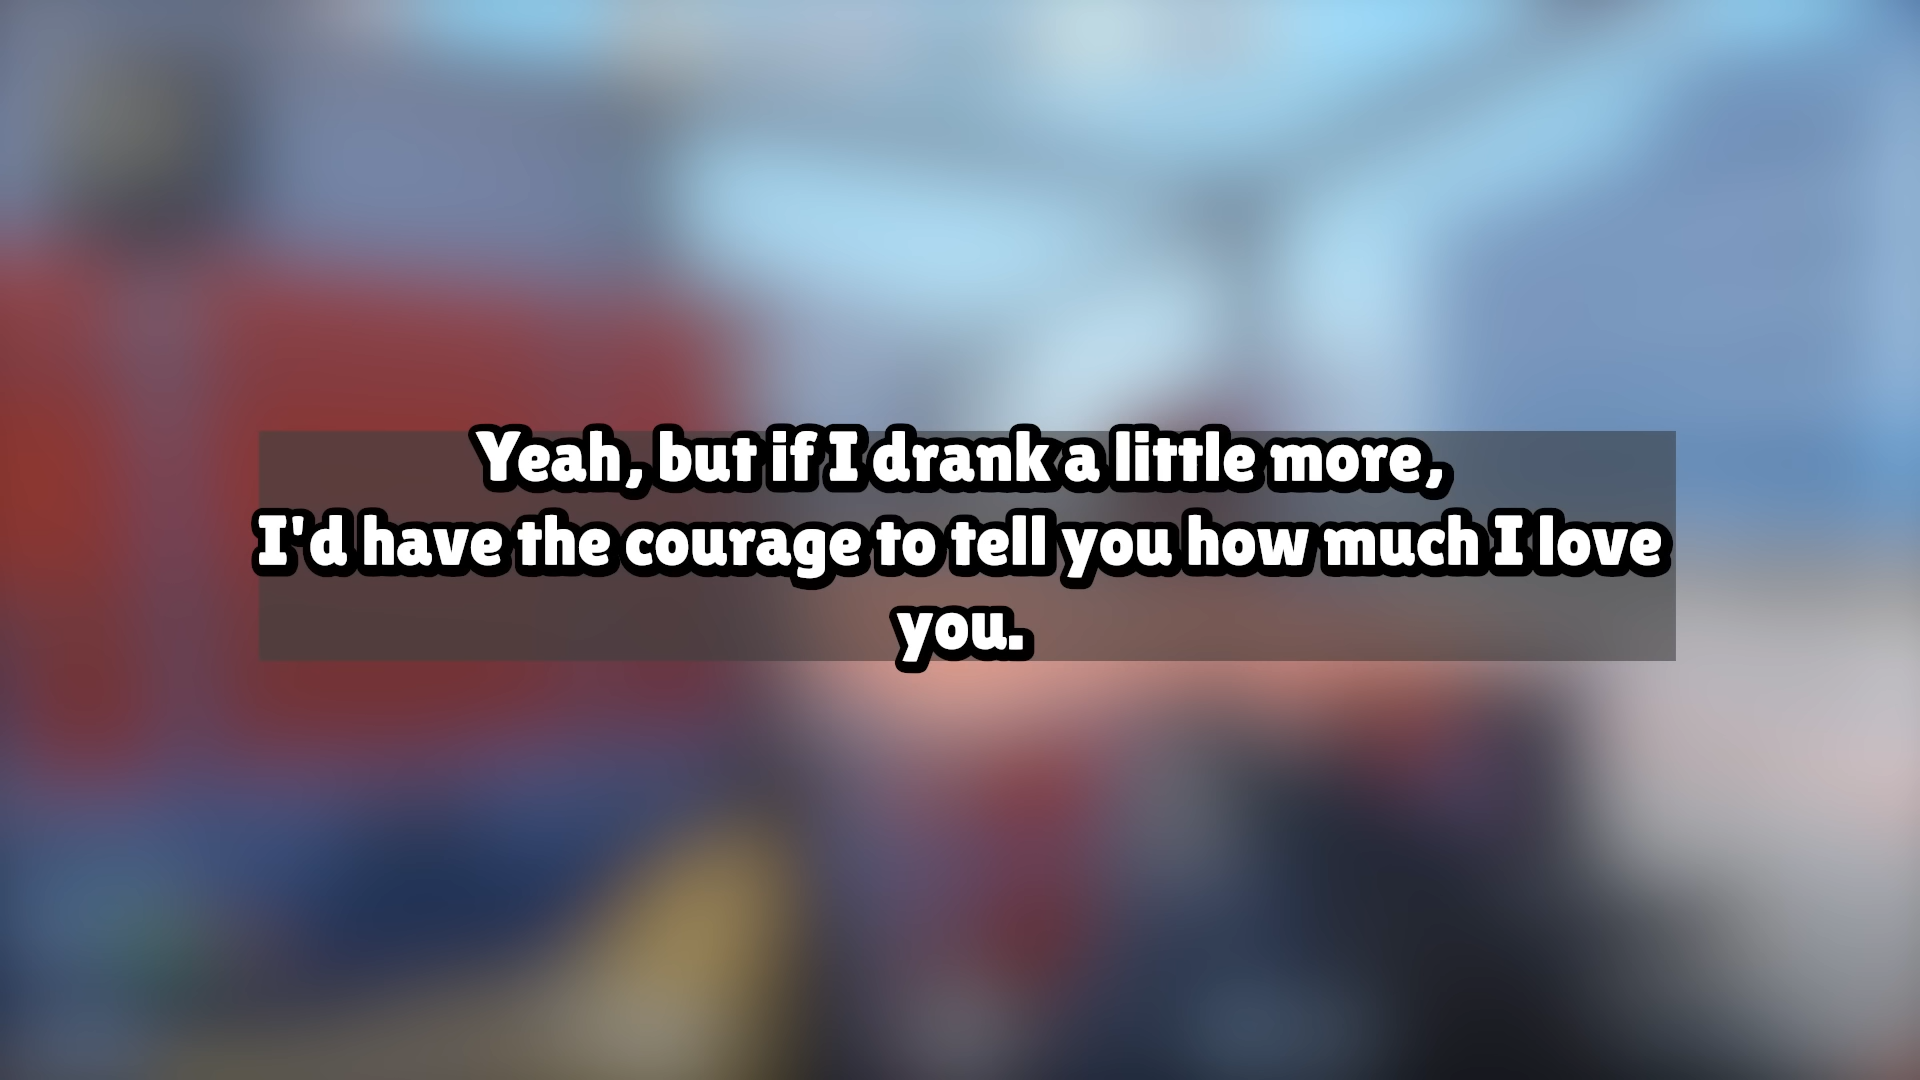 Yeah, but if I drank a little more,
I'd have the courage to tell you how much I love
you.